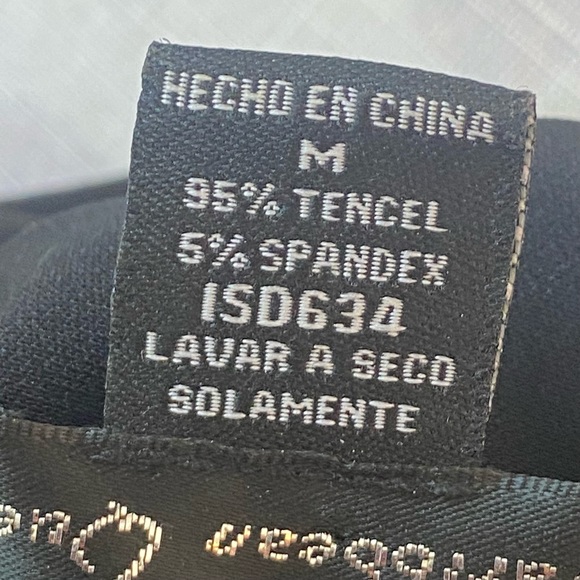 HECHO EN CHINA
M
95% TENCEL
5% SPANDEX
ISD634
LAVAR A SECO
SOLAMENTE